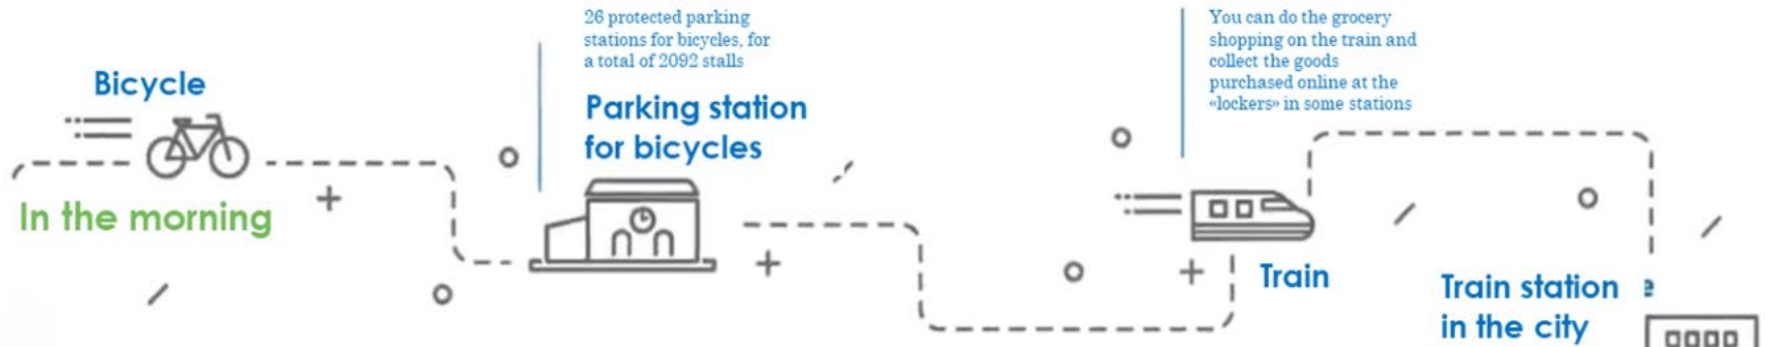 Bicycle
In the morning
26 protected parking
stations for bicycles, for
a total of 2092 stalls
Parking station
for bicycles
You can do the grocery
shopping on the train and
collect the goods
purchased online at the
«lockers» in some stations
Train
Train station
in the city